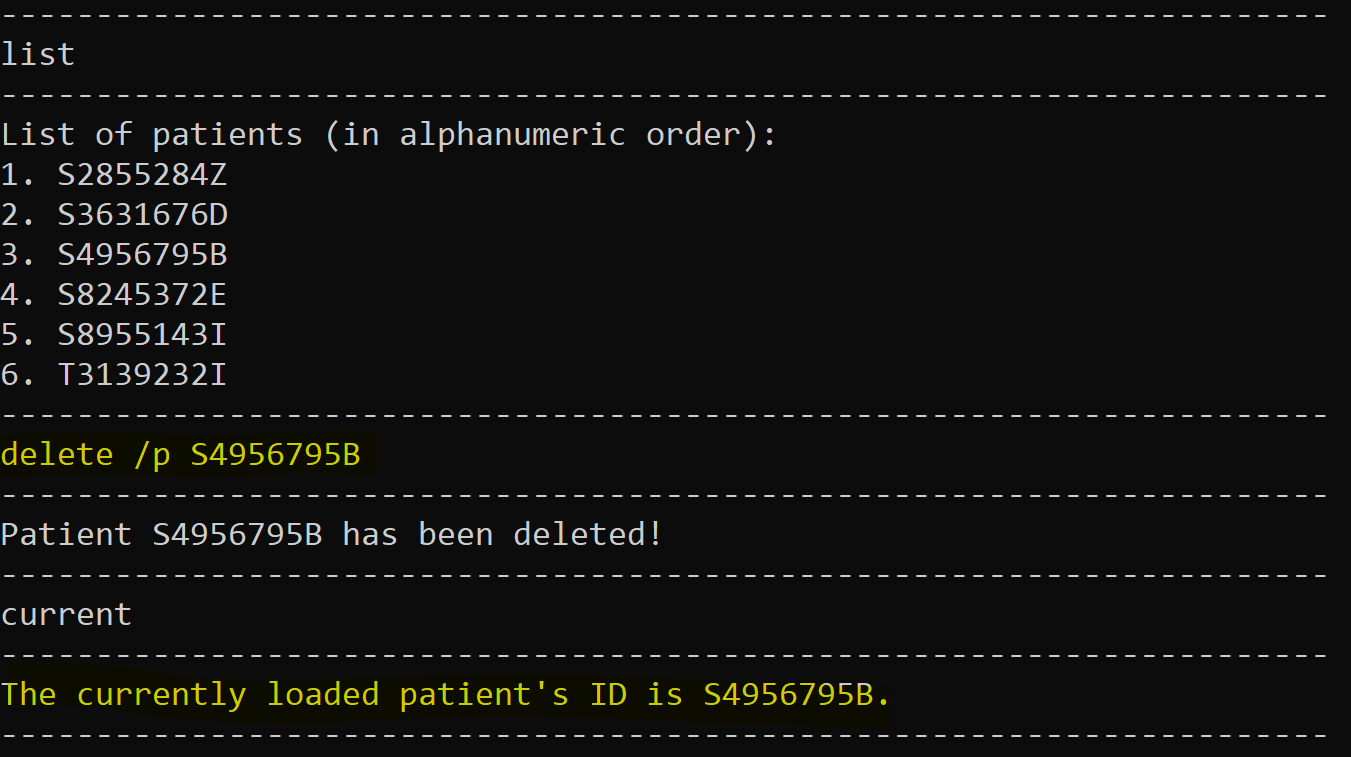 -----------------------------------------------------------------------
list
-----------------------------------------------------------------------
List of patients (in alphanumeric order):
1. S2855284Z
2. S3631676D
3. S4956795B
4. S8245372E
5. S8955143I
6. T3139232I
-----------------------------------------------------------------------
delete /p S4956795B
-----------------------------------------------------------------------
Patient S4956795B has been deleted!
-----------------------------------------------------------------------
current
-----------------------------------------------------------------------
The currently loaded patient's ID is S4956795B.
-----------------------------------------------------------------------